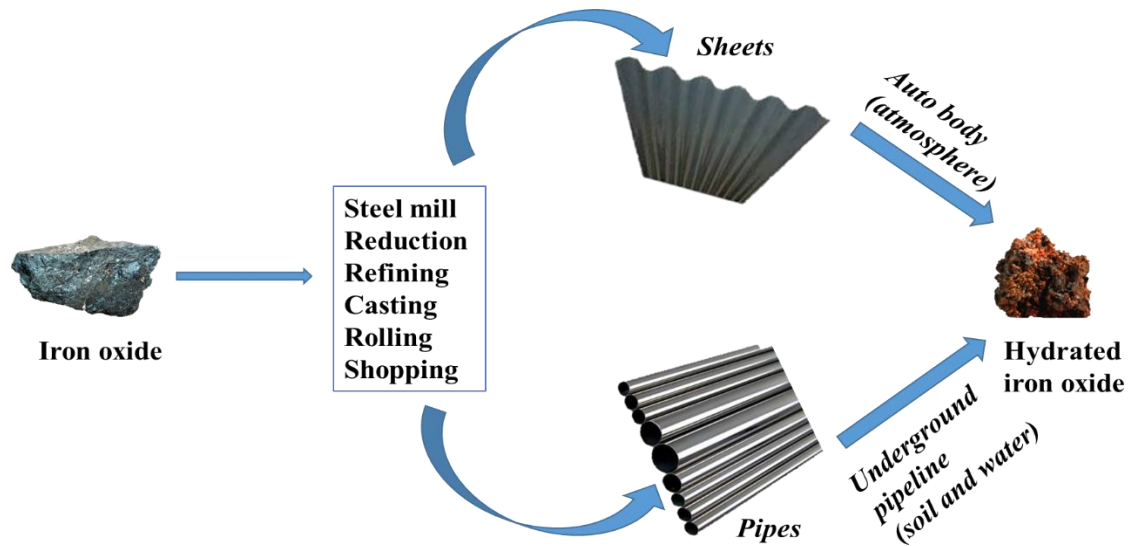 Iron oxide
Steel mill
Reduction
Refining
Casting
Rolling
Shopping
Sheets
Pipes
Auto body
(atmosphere)
Underground
pipeline
(soil and water)
Hydrated
iron oxide